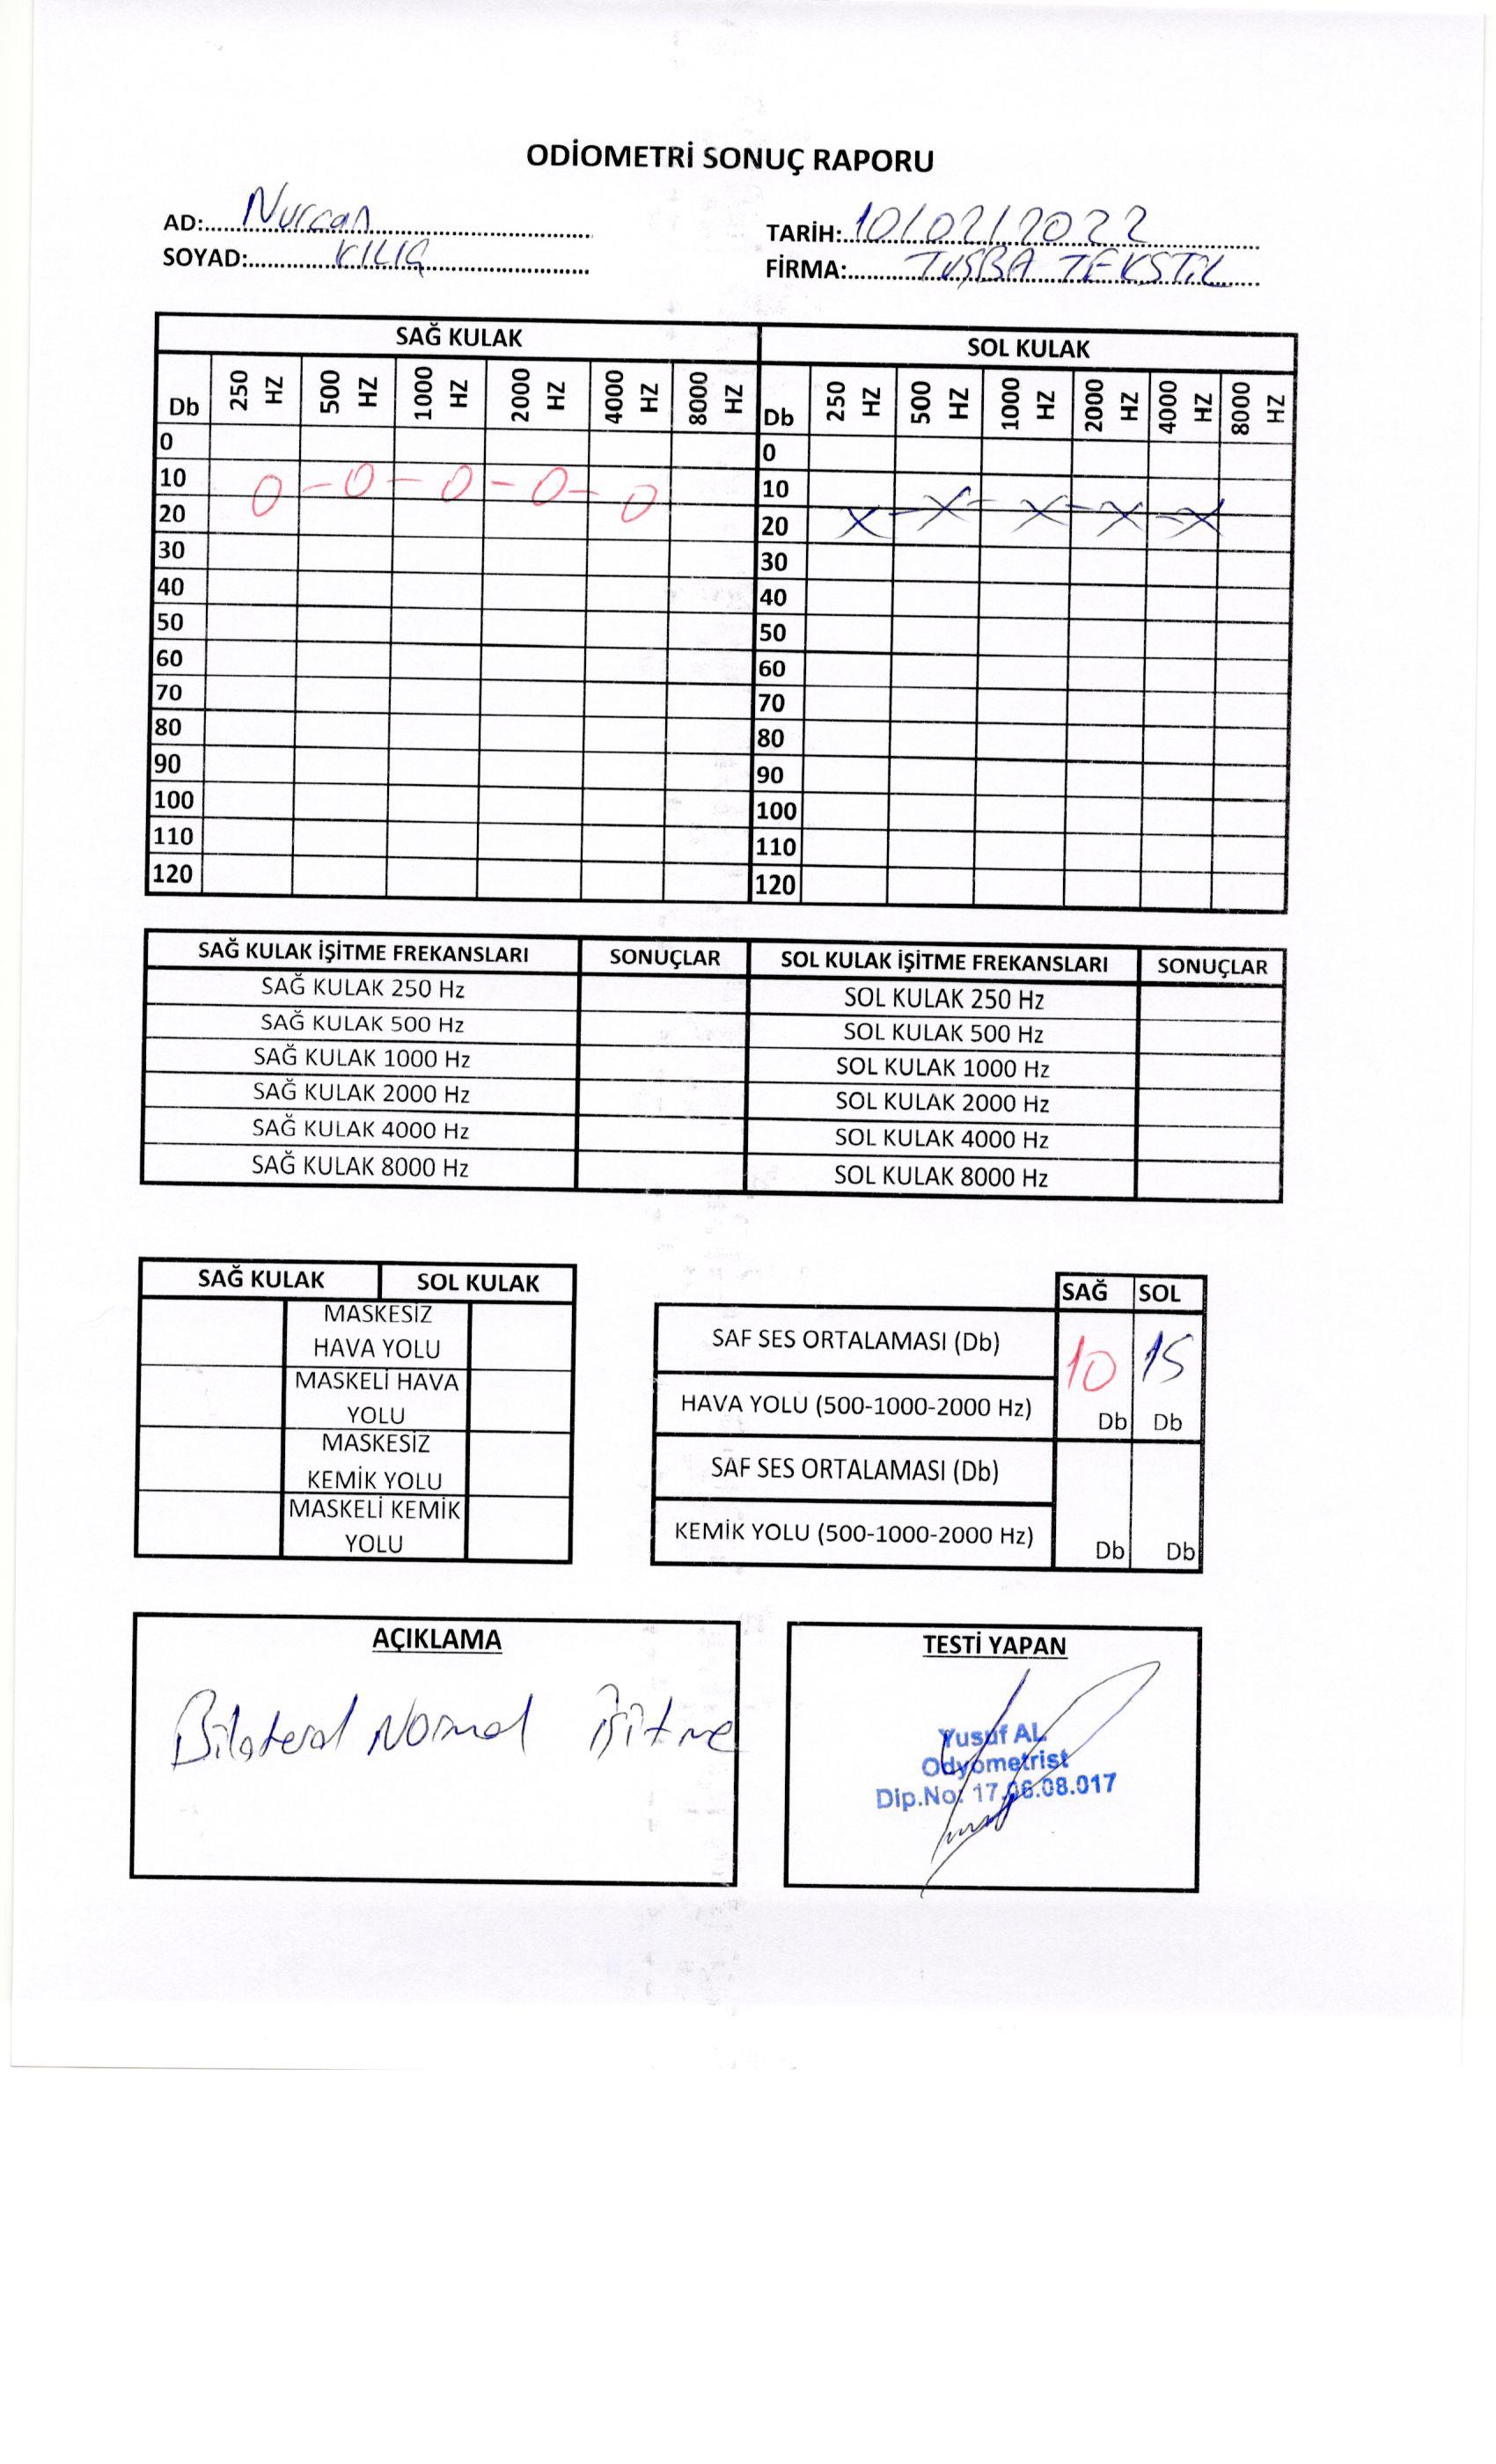 ODİOMETRİ SONUÇ RAPORU
AD: Nurcan
SOYAD: KILIÇ
TARİH: 10/02/2022
FİRMA: TUŞBA TEKSTİL
SAĞ KULAK SOL KULAK
Db 250 HZ 500 HZ 1000 HZ 2000 HZ 4000 HZ 8000 HZ Db 250 HZ 500 HZ 1000 HZ 2000 HZ 4000 HZ 8000 HZ
0 0
10 O-O-O-O-O 10
20 20 X-X-X-X-X
30 30
40 40
50 50
60 60
70 70
80 80
90 90
100 100
110 110
120 120
SAĞ KULAK İŞİTME FREKANSLARI SONUÇLAR SOL KULAK İŞİTME FREKANSLARI SONUÇLAR
SAĞ KULAK 250 Hz SOL KULAK 250 Hz
SAĞ KULAK 500 Hz SOL KULAK 500 Hz
SAĞ KULAK 1000 Hz SOL KULAK 1000 Hz
SAĞ KULAK 2000 Hz SOL KULAK 2000 Hz
SAĞ KULAK 4000 Hz SOL KULAK 4000 Hz
SAĞ KULAK 8000 Hz SOL KULAK 8000 Hz
SAĞ KULAK SOL KULAK
MASKESİZ
HAVA YOLU
MASKELİ HAVA
YOLU
MASKESİZ
KEMİK YOLU
MASKELİ KEMİK
YOLU
SAĞ SOL
SAF SES ORTALAMASI (Db) 10 15
HAVA YOLU (500-1000-2000 Hz) Db Db
SAF SES ORTALAMASI (Db)
KEMİK YOLU (500-1000-2000 Hz) Db Db
AÇIKLAMA
Bilateral Normal İşitme
TESTİ YAPAN
Yusuf AL
Odyometrist
Dip.No: 17.06.08.017